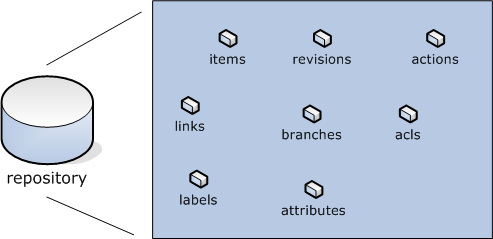 items
revisions
actions
links
branches
acls
repository
labels
attributes